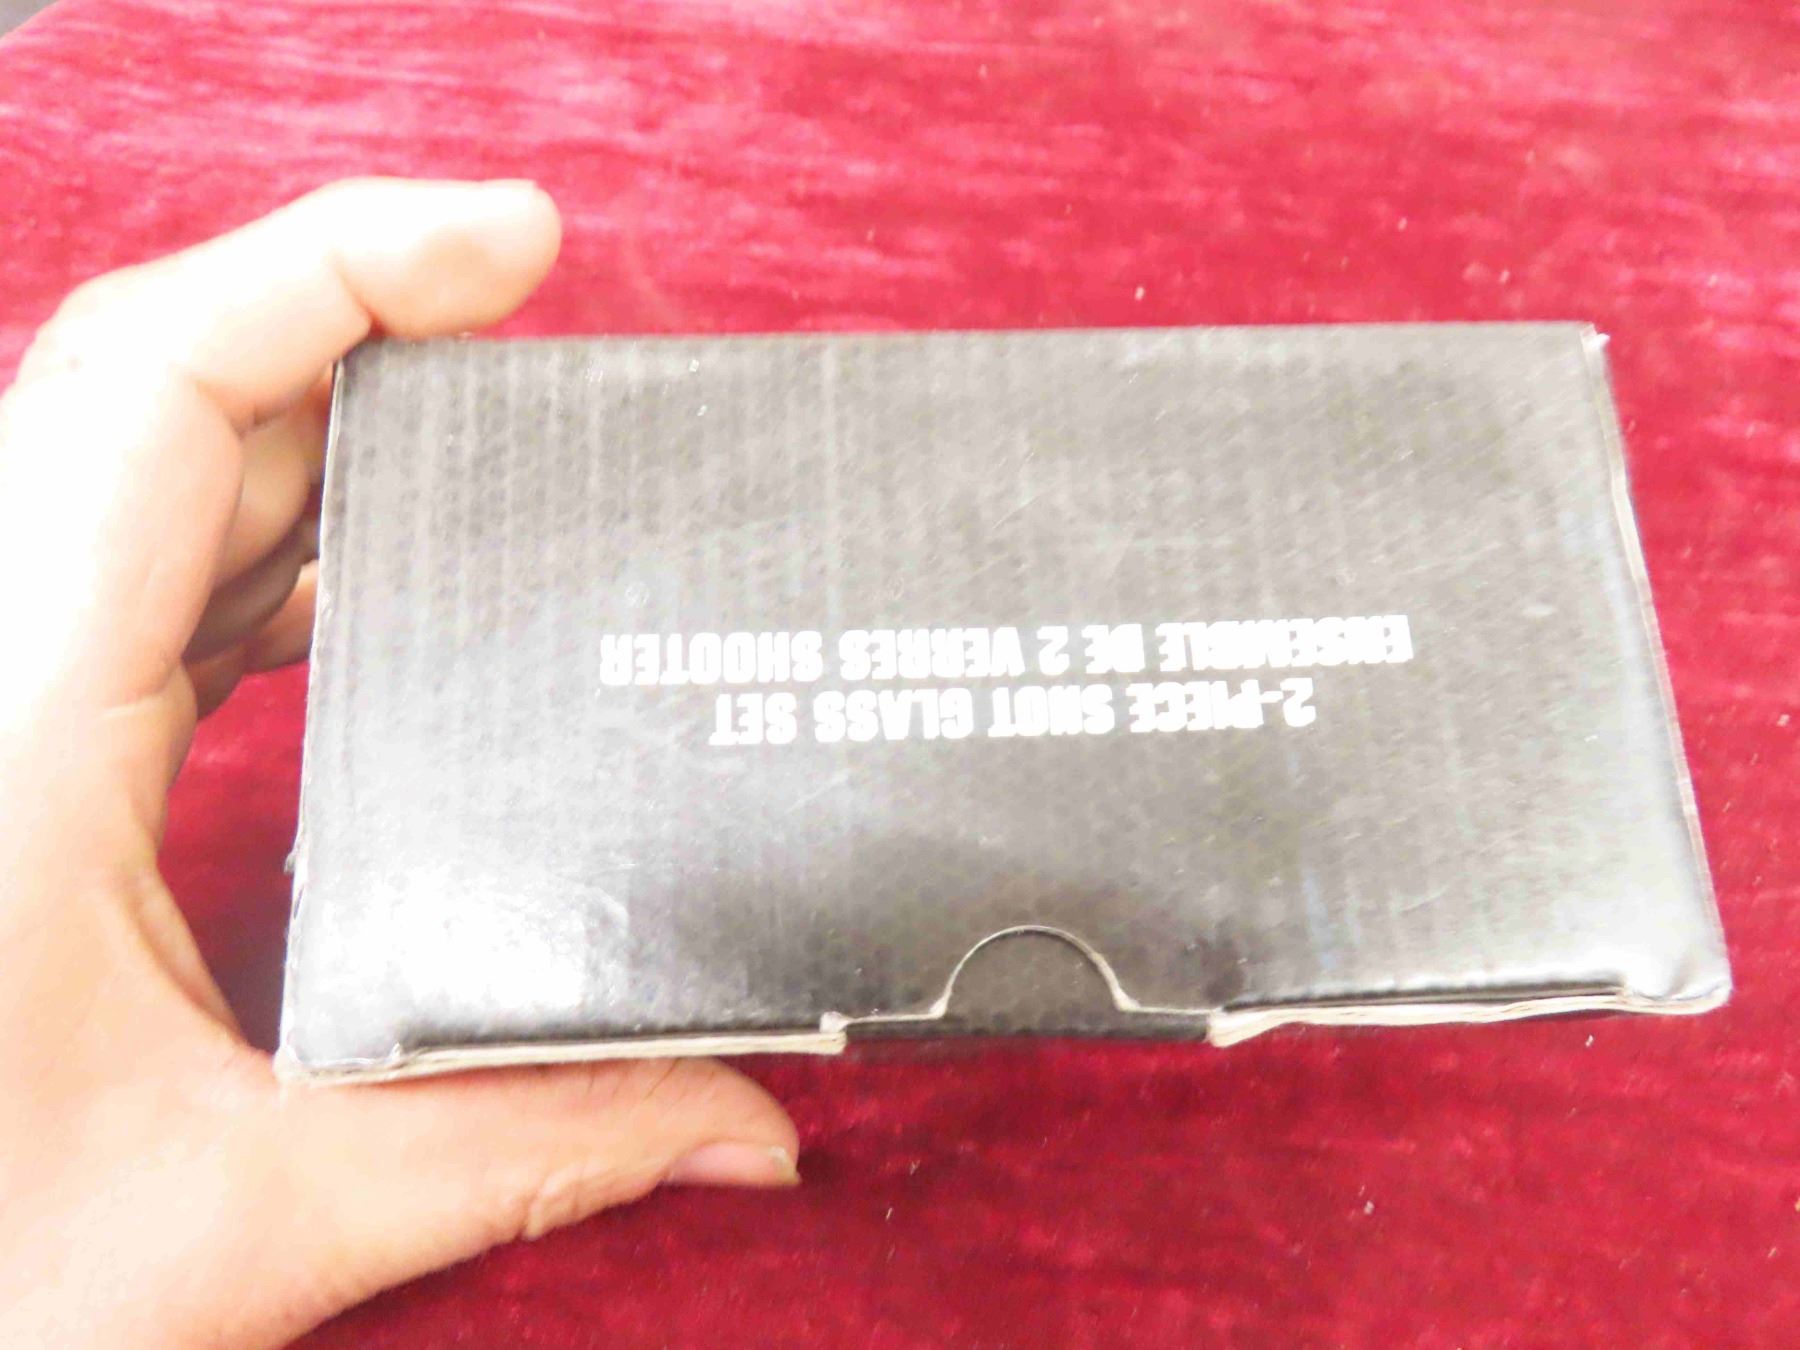 2-PIECE SHOT GLASS SET
ENSEMBLE DE 2 VERRES SHOOTER